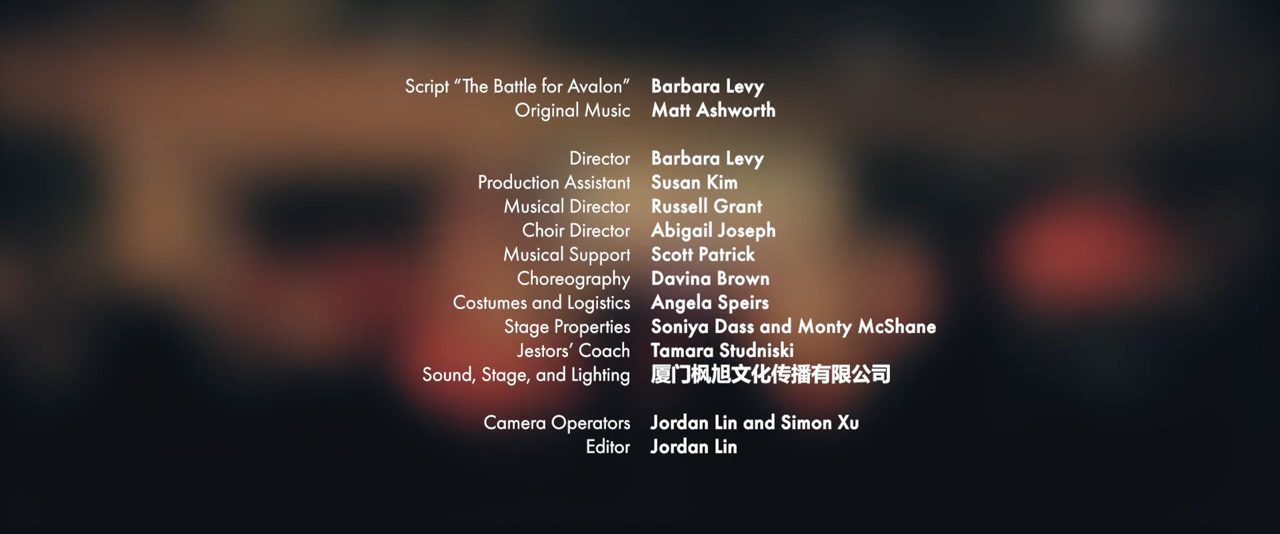 Script “The Battle for Avalon” Barbara Levy
Original Music Matt Ashworth
Director Barbara Levy
Production Assistant Susan Kim
Musical Director Russell Grant
Choir Director Abigail Joseph
Musical Support Scott Patrick
Choreography Davina Brown
Costumes and Logistics Angela Speirs
Stage Properties Soniya Dass and Monty McShane
Jestors’ Coach Tamara Studniski
Sound, Stage, and Lighting 厦门枫旭文化传播有限公司
Camera Operators Jordan Lin and Simon Xu
Editor Jordan Lin